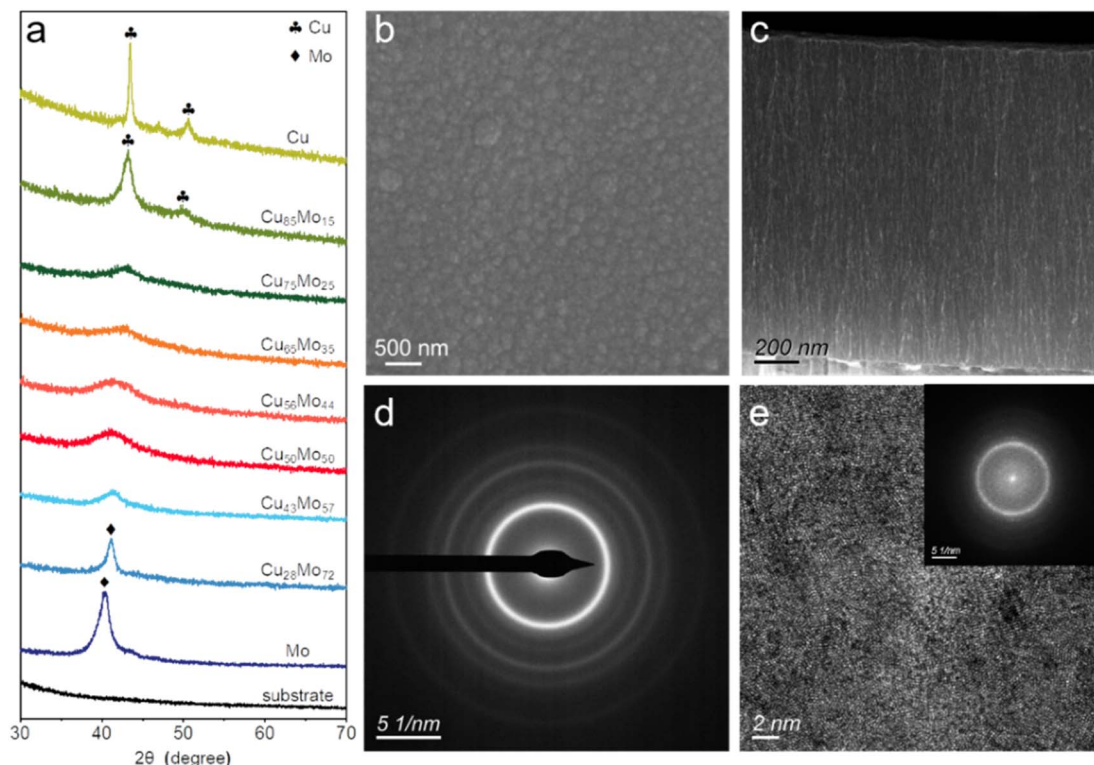 a
♣ Cu
♦ Mo
Cu
Cu85Mo15
Cu75Mo25
Cu65Mo35
Cu56Mo44
Cu50Mo50
Cu43Mo57
Cu28Mo72
Mo
substrate
30 40 50 60 70
2θ (degree)
b
500 nm
c
200 nm
d
5 1/nm
e
5 1/nm
2 nm